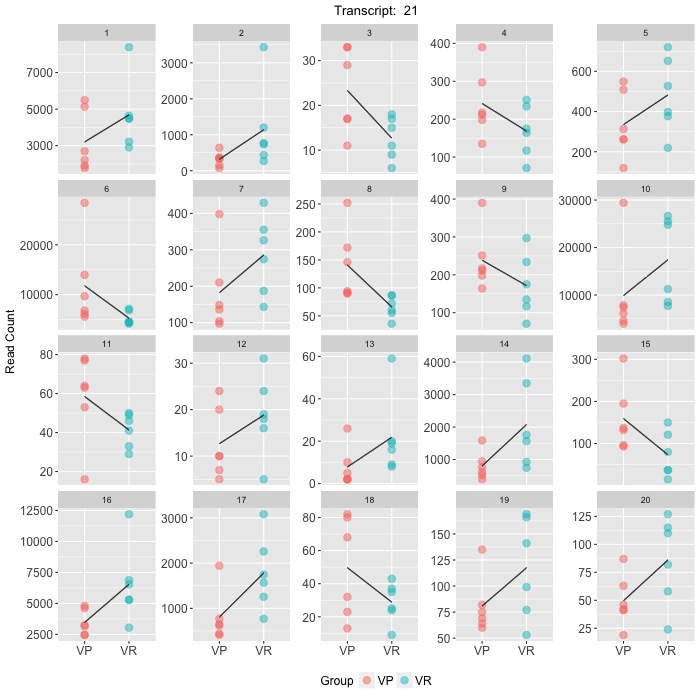 Transcript: 21
1 2 3 4 5
7000 5000 3000
3000 2000 1000 0
30 20 10
400 300 200 100
600 400 200
6 7 8 9 10
20000 10000
400 300 200 100
250 200 150 100 50
400 300 200 100
30000 20000 10000
Read Count
11 12 13 14 15
80 60 40 20
30 20 10
60 40 20 0
4000 3000 2000 1000
300 200 100
16 17 18 19 20
12500 10000 7500 5000 2500
3000 2000 1000
80 60 40 20
150 125 100 75 50
125 100 75 50 25
VP VR VP VR VP VR VP VR VP VR
Group VP VR